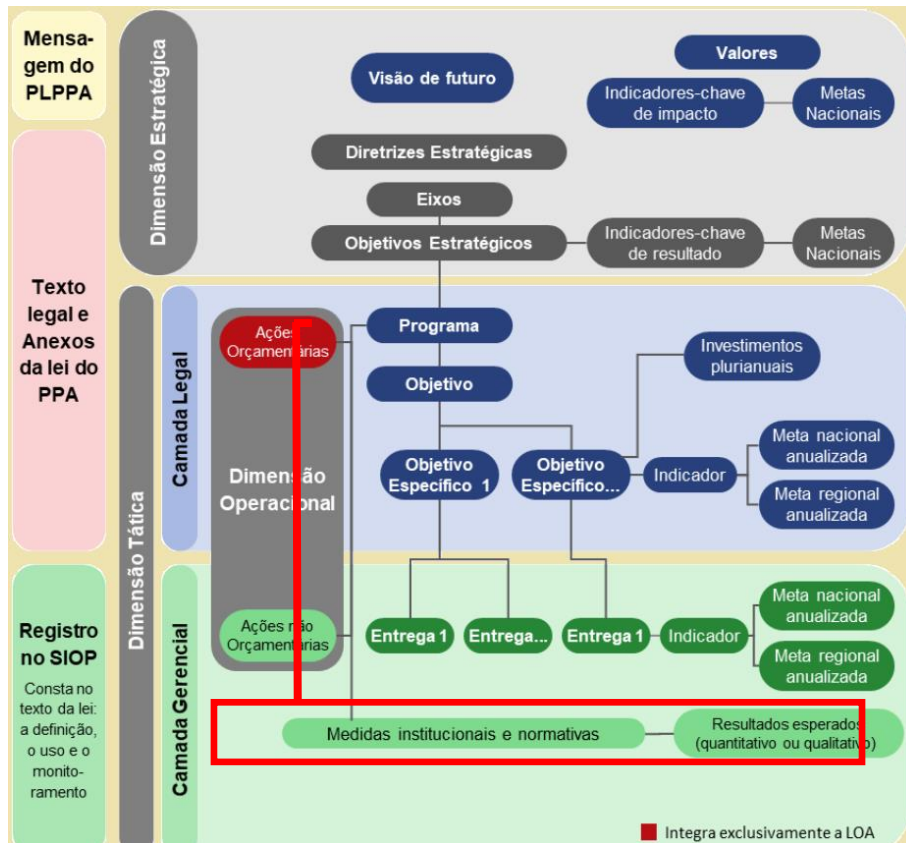 Mensa-
gem do
PLPPA
Texto
legal e
Anexos
da lei do
PPA
Registro
no SIOP
Consta no
texto da lei:
a definição,
o uso e o
monito-
ramento
Dimensão Estratégica
Visão de futuro
Valores
Indicadores-chave
de impacto
Metas
Nacionais
Diretrizes Estratégicas
Eixos
Objetivos Estratégicos
Indicadores-chave
de resultado
Metas
Nacionais
Dimensão Tática
Camada Legal
Ações
Orçamentárias
Dimensão
Operacional
Programa
Objetivo
Investimentos
plurianuais
Objetivo
Específico 1
Objetivo
Específico...
Indicador
Meta nacional
anualizada
Meta regional
anualizada
Camada Gerencial
Ações não
Orçamentárias
Entrega 1
Entrega...
Entrega 1
Indicador
Meta nacional
anualizada
Meta regional
anualizada
Medidas institucionais e normativas
Resultados esperados
(quantitativo ou qualitativo)
Integra exclusivamente a LOA